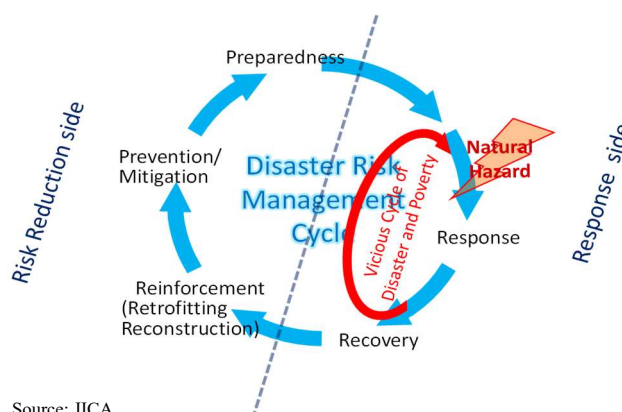 Preparedness
Risk Reduction side
Prevention/
Mitigation
Disaster Risk
Management
Cycle
Vicious Cycle of
Disaster and Poverty
Natural
Hazard
Response side
Response
Reinforcement
(Retrofitting
Reconstruction)
Recovery
Source: JICA